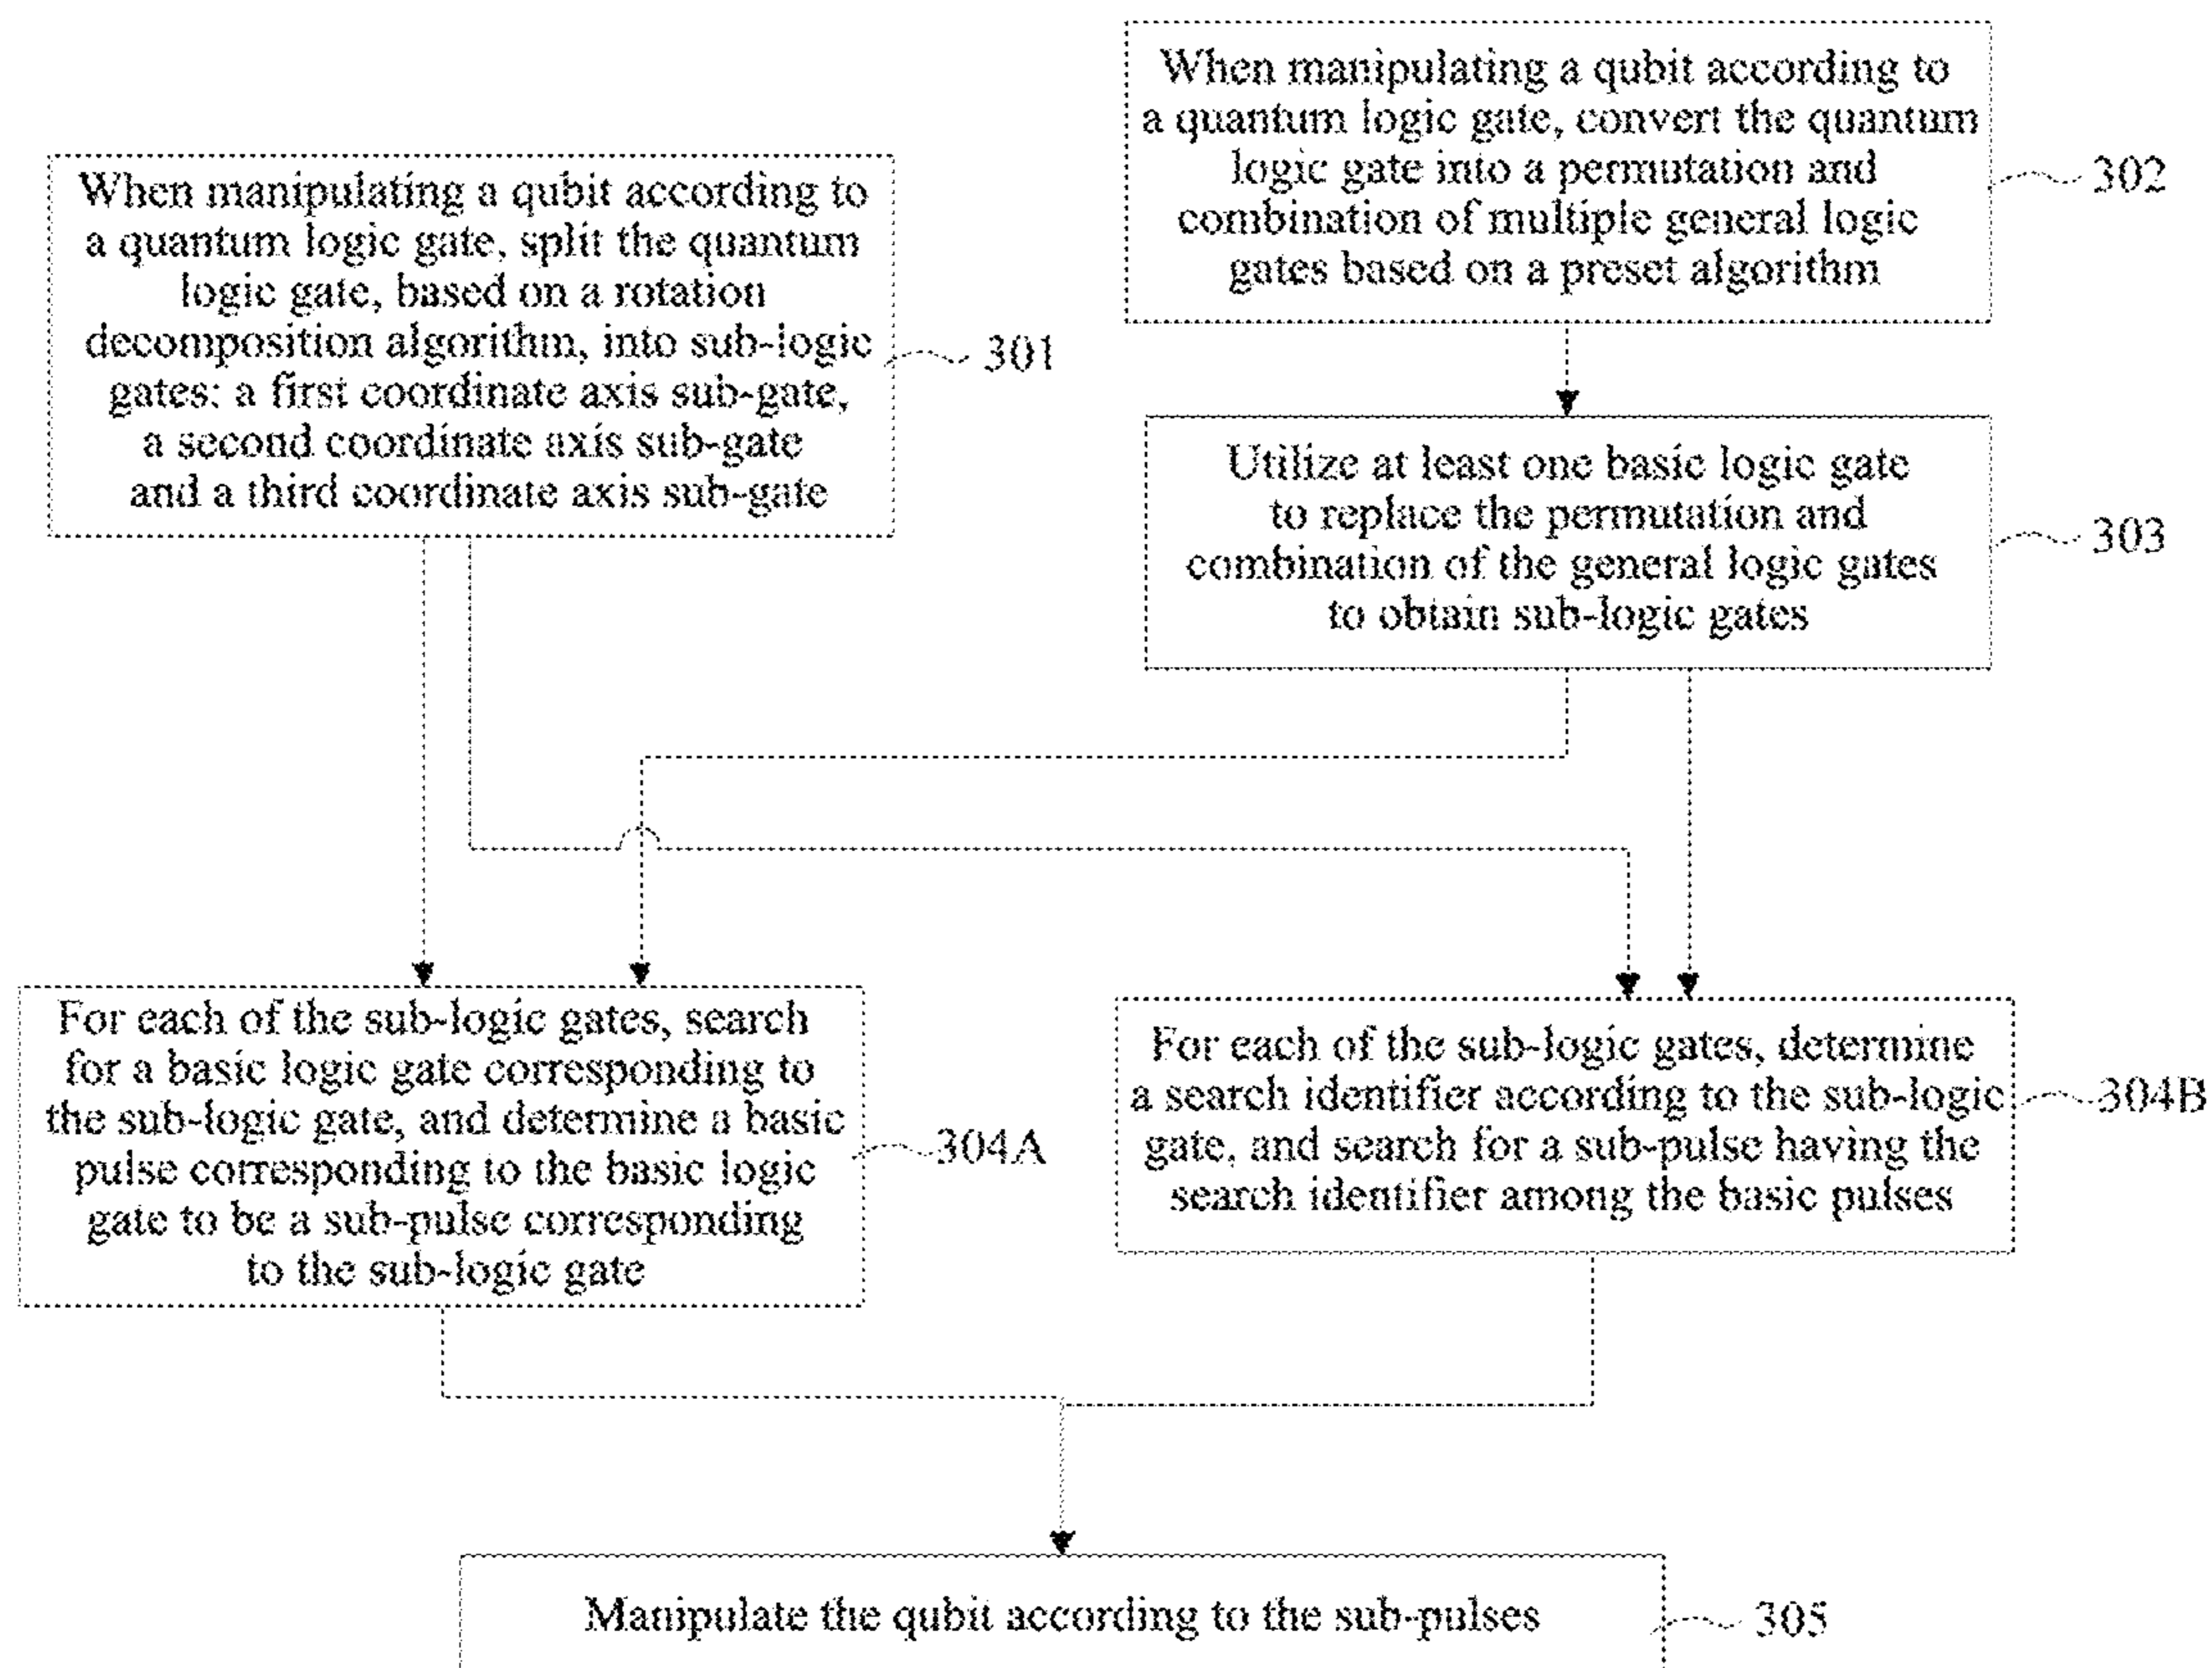 When manipulating a qubit according to
a quantum logic gate, convert the quantum
logic gate into a permutation and
combination of multiple general logic
gates based on a preset algorithm
302
When manipulating a qubit according to
a quantum logic gate, split the quantum
logic gate, based on a rotation
decomposition algorithm, into sub-logic
gates: a first coordinate axis sub-gate,
a second coordinate axis sub-gate
and a third coordinate axis sub-gate
301
Utilize at least one basic logic gate
to replace the permutation and
combination of the general logic gates
to obtain sub-logic gates
303
For each of the sub-logic gates, search
for a basic logic gate corresponding to
the sub-logic gate, and determine a basic
pulse corresponding to the basic logic
gate to be a sub-pulse corresponding
to the sub-logic gate
304A
For each of the sub-logic gates, determine
a search identifier according to the sub-logic
gate, and search for a sub-pulse having the
search identifier among the basic pulses
304B
Manipulate the qubit according to the sub-pulses
305